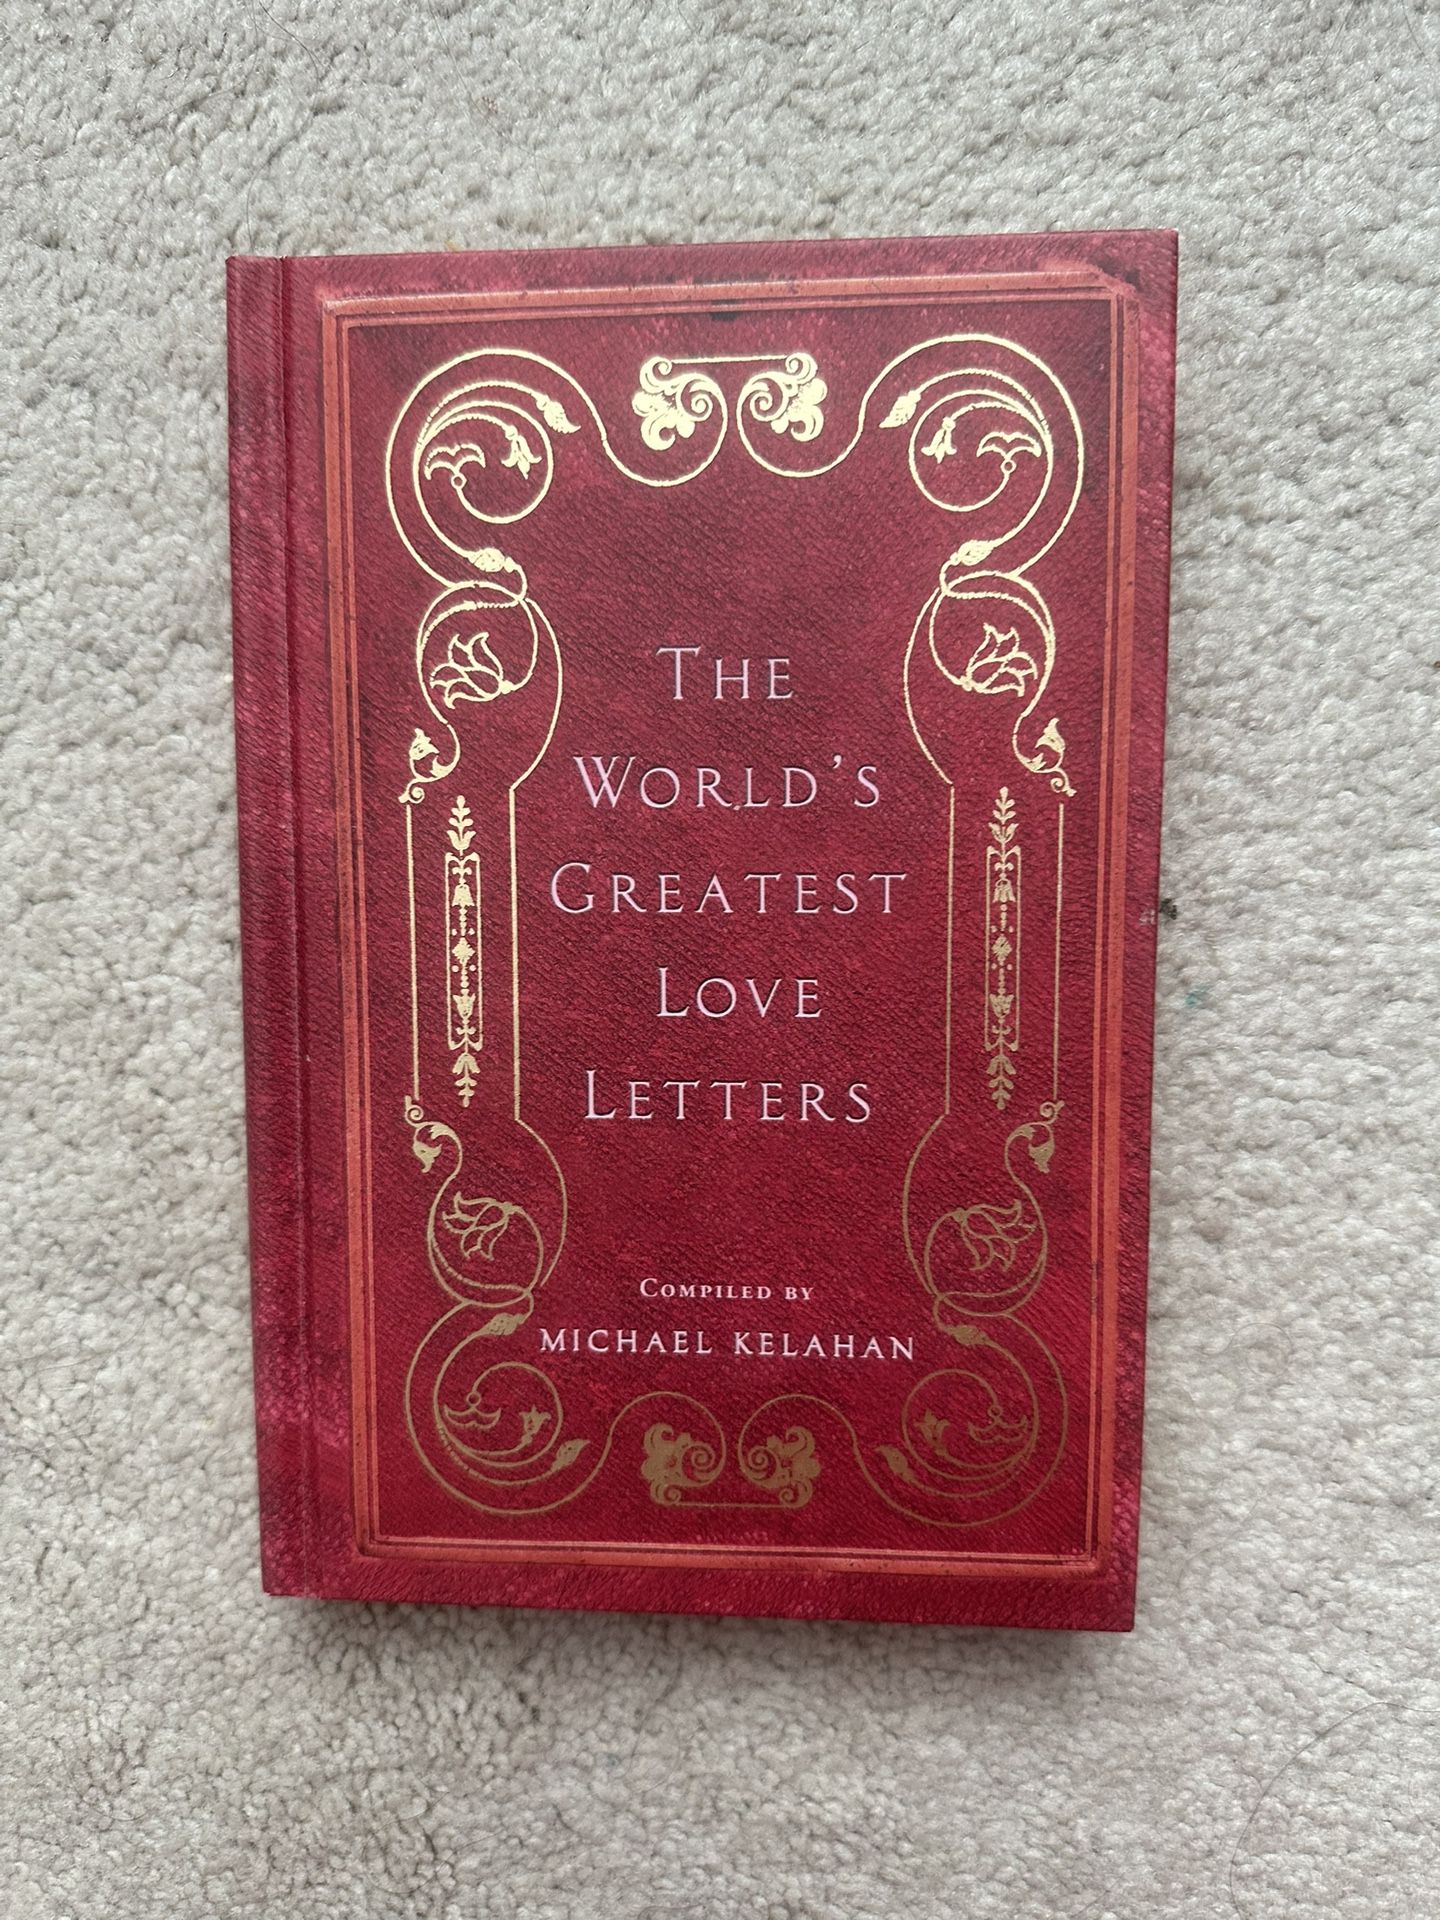 THE
WORLD'S
GREATEST
LOVE
LETTERS
COMPILED BY
MICHAEL KELAHAN